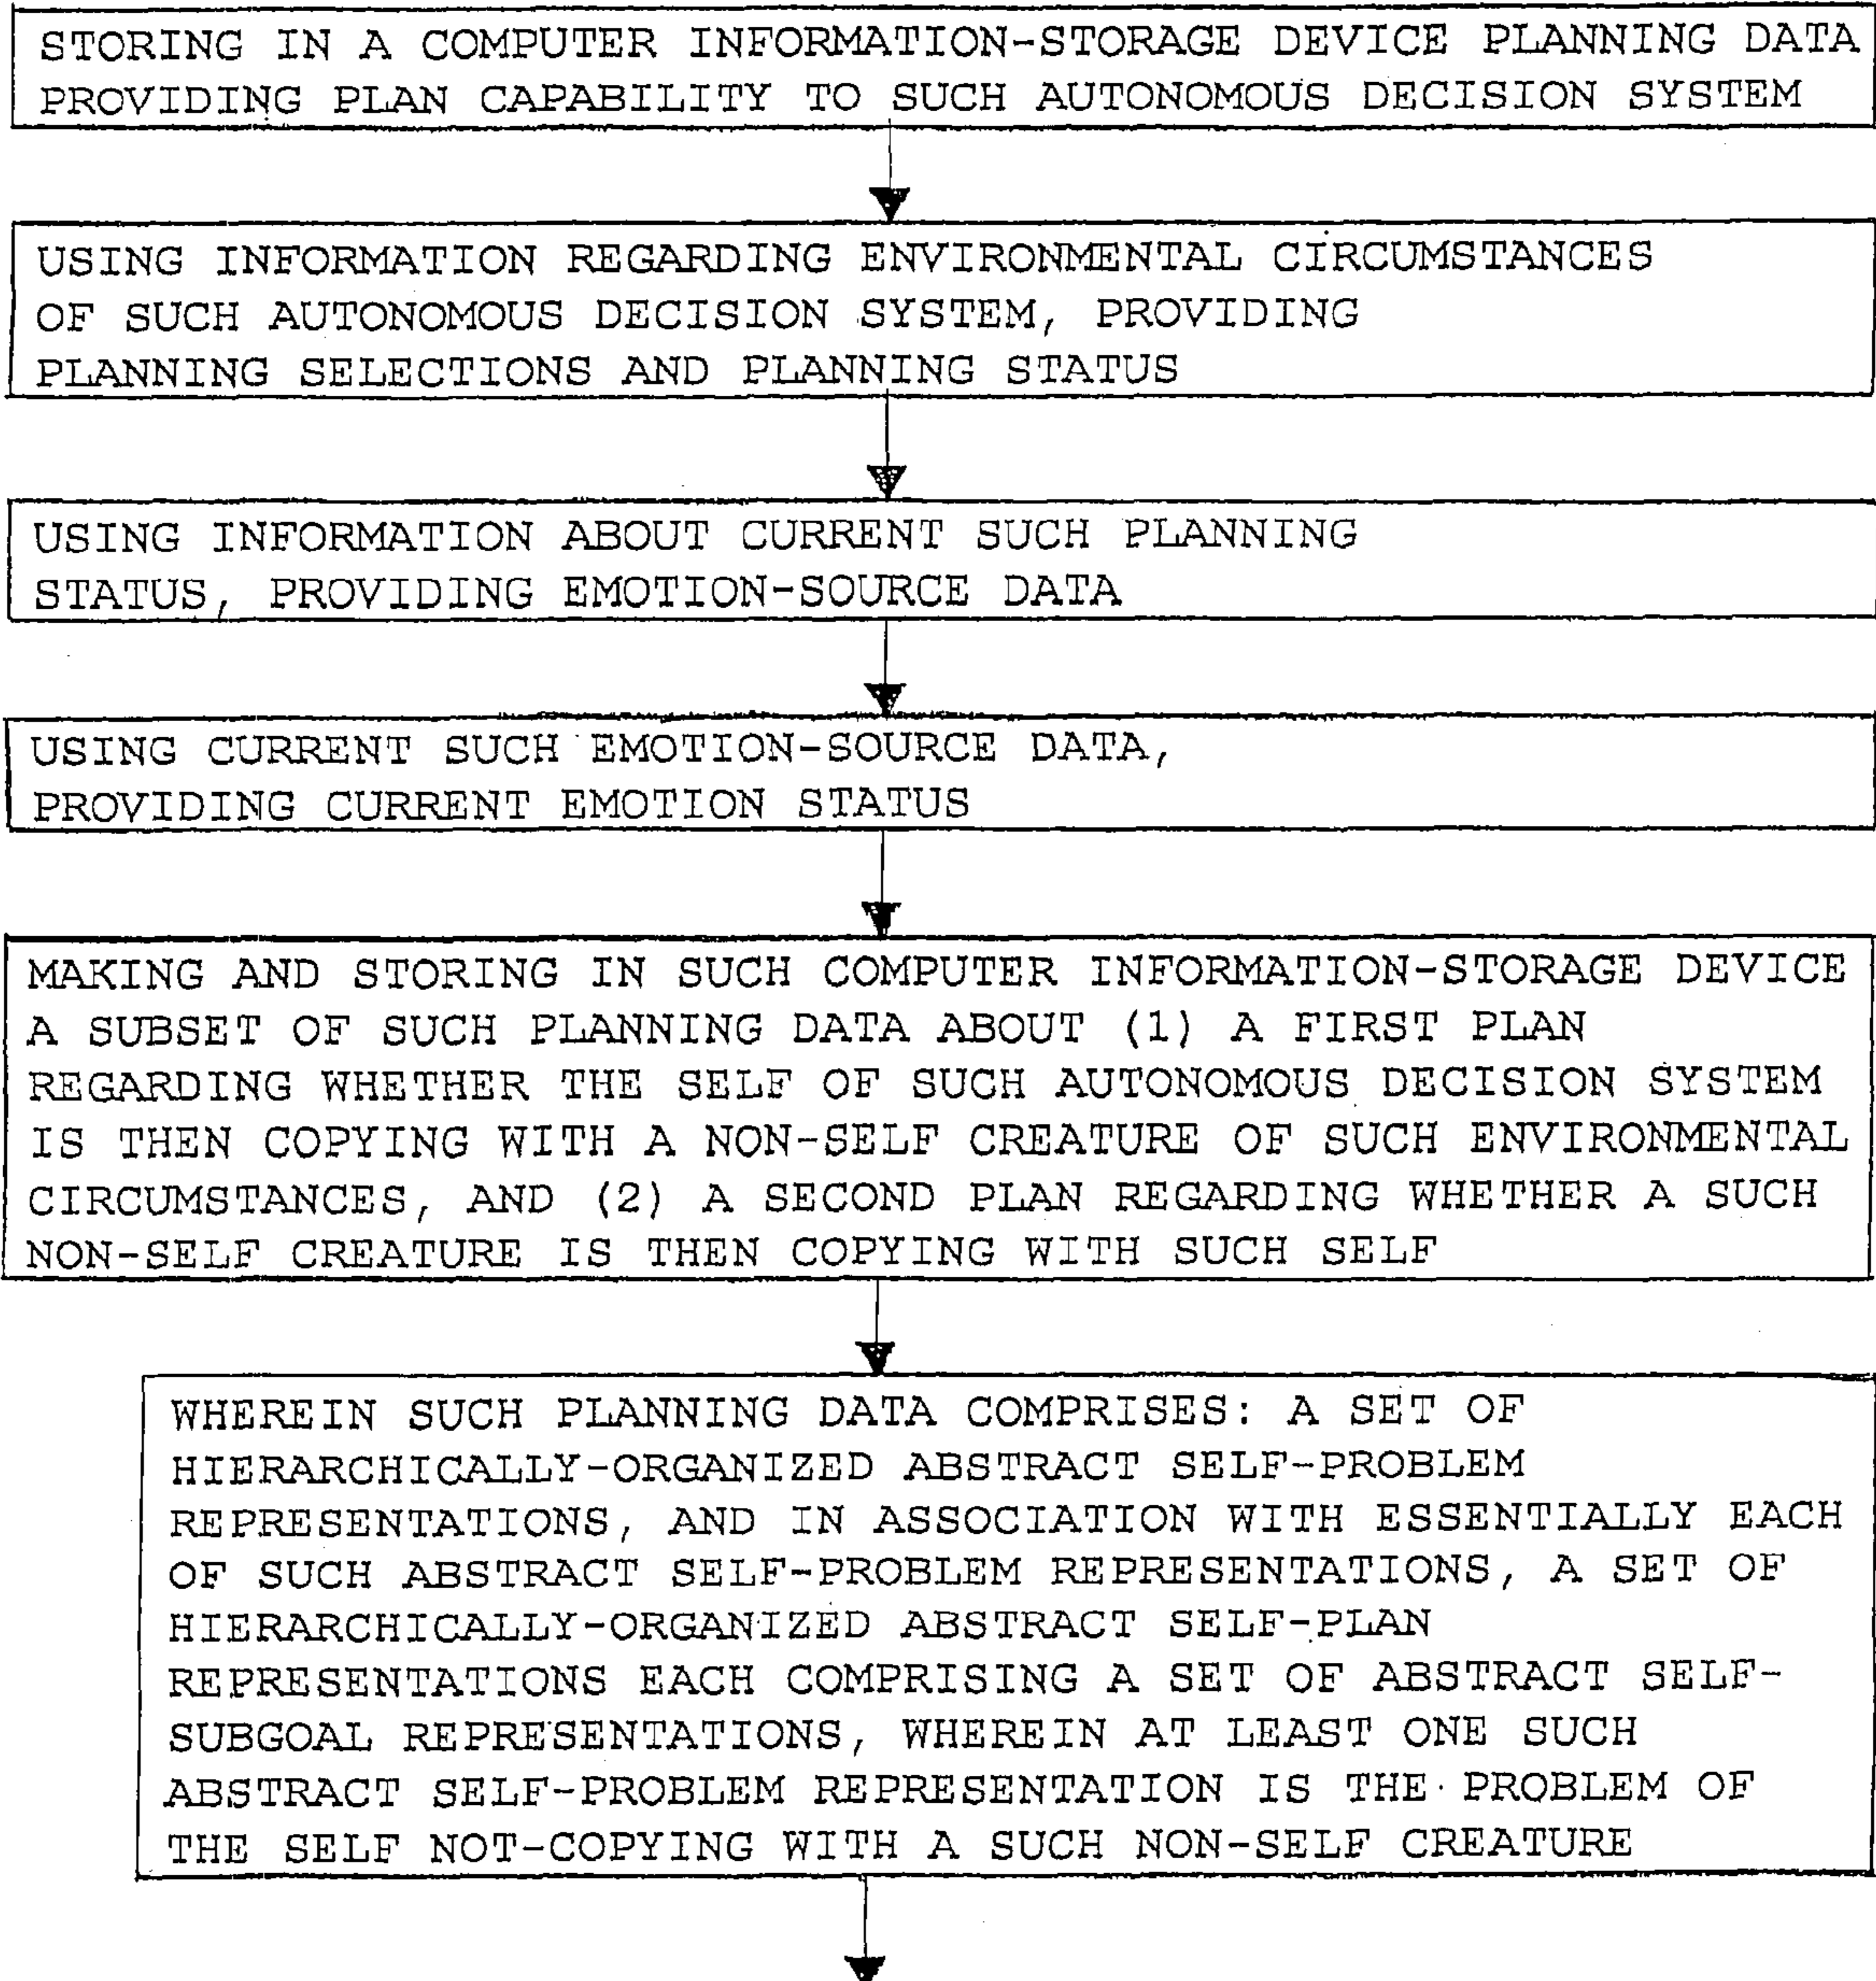 STORING IN A COMPUTER INFORMATION-STORAGE DEVICE PLANNING DATA
PROVIDING PLAN CAPABILITY TO SUCH AUTONOMOUS DECISION SYSTEM
USING INFORMATION REGARDING ENVIRONMENTAL CIRCUMSTANCES
OF SUCH AUTONOMOUS DECISION SYSTEM, PROVIDING
PLANNING SELECTIONS AND PLANNING STATUS
USING INFORMATION ABOUT CURRENT SUCH PLANNING
STATUS, PROVIDING EMOTION-SOURCE DATA
USING CURRENT SUCH EMOTION-SOURCE DATA,
PROVIDING CURRENT EMOTION STATUS
MAKING AND STORING IN SUCH COMPUTER INFORMATION-STORAGE DEVICE
A SUBSET OF SUCH PLANNING DATA ABOUT (1) A FIRST PLAN
REGARDING WHETHER THE SELF OF SUCH AUTONOMOUS DECISION SYSTEM
IS THEN COPYING WITH A NON-SELF CREATURE OF SUCH ENVIRONMENTAL
CIRCUMSTANCES, AND (2) A SECOND PLAN REGARDING WHETHER A SUCH
NON-SELF CREATURE IS THEN COPYING WITH SUCH SELF
WHEREIN SUCH PLANNING DATA COMPRISES: A SET OF
HIERARCHICALLY-ORGANIZED ABSTRACT SELF-PROBLEM
REPRESENTATIONS, AND IN ASSOCIATION WITH ESSENTIALLY EACH
OF SUCH ABSTRACT SELF-PROBLEM REPRESENTATIONS, A SET OF
HIERARCHICALLY-ORGANIZED ABSTRACT SELF-PLAN
REPRESENTATIONS EACH COMPRISING A SET OF ABSTRACT SELF-
SUBGOAL REPRESENTATIONS, WHEREIN AT LEAST ONE SUCH
ABSTRACT SELF-PROBLEM REPRESENTATION IS THE PROBLEM OF
THE SELF NOT-COPYING WITH A SUCH NON-SELF CREATURE